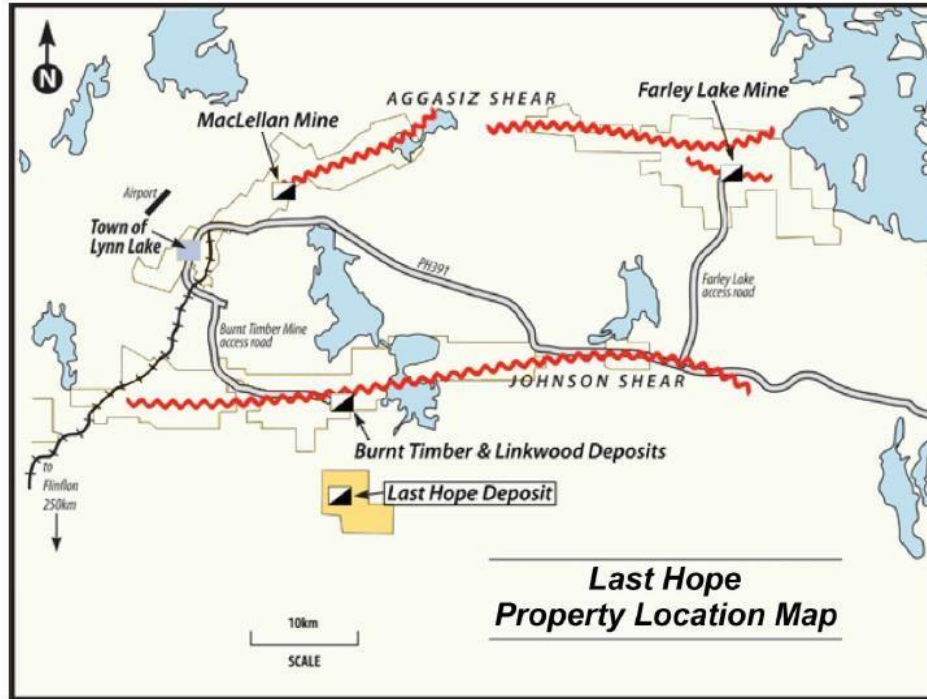 N
AGGASIZ SHEAR
Farley Lake Mine
MacLellan Mine
Airport
Town of
Lynn Lake
PH391
Farley Lake
access road
Burnt Timber Mine
access road
JOHNSON SHEAR
Burnt Timber & Linkwood Deposits
to
Flinflon
250km
Last Hope Deposit
Last Hope
Property Location Map
10km
SCALE